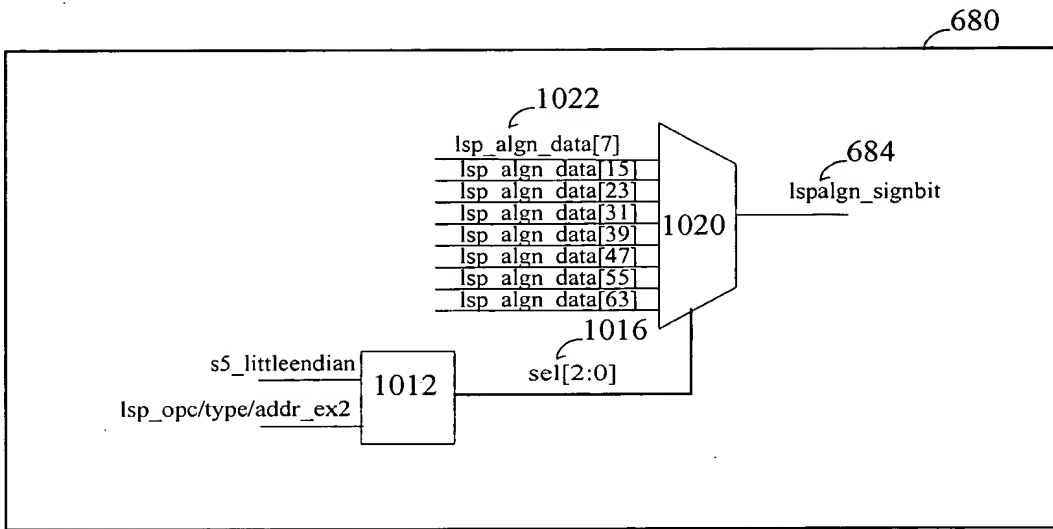 680
1022
lsp_algn_data[7]
lsp_algn_data[15]
lsp_algn_data[23]
lsp_algn_data[31]
lsp_algn_data[39]
lsp_algn_data[47]
lsp_algn_data[55]
lsp_algn_data[63]
1020
684
lspalgn_signbit
1016
sel[2:0]
s5_littleendian
lsp_opc/type/addr_ex2
1012